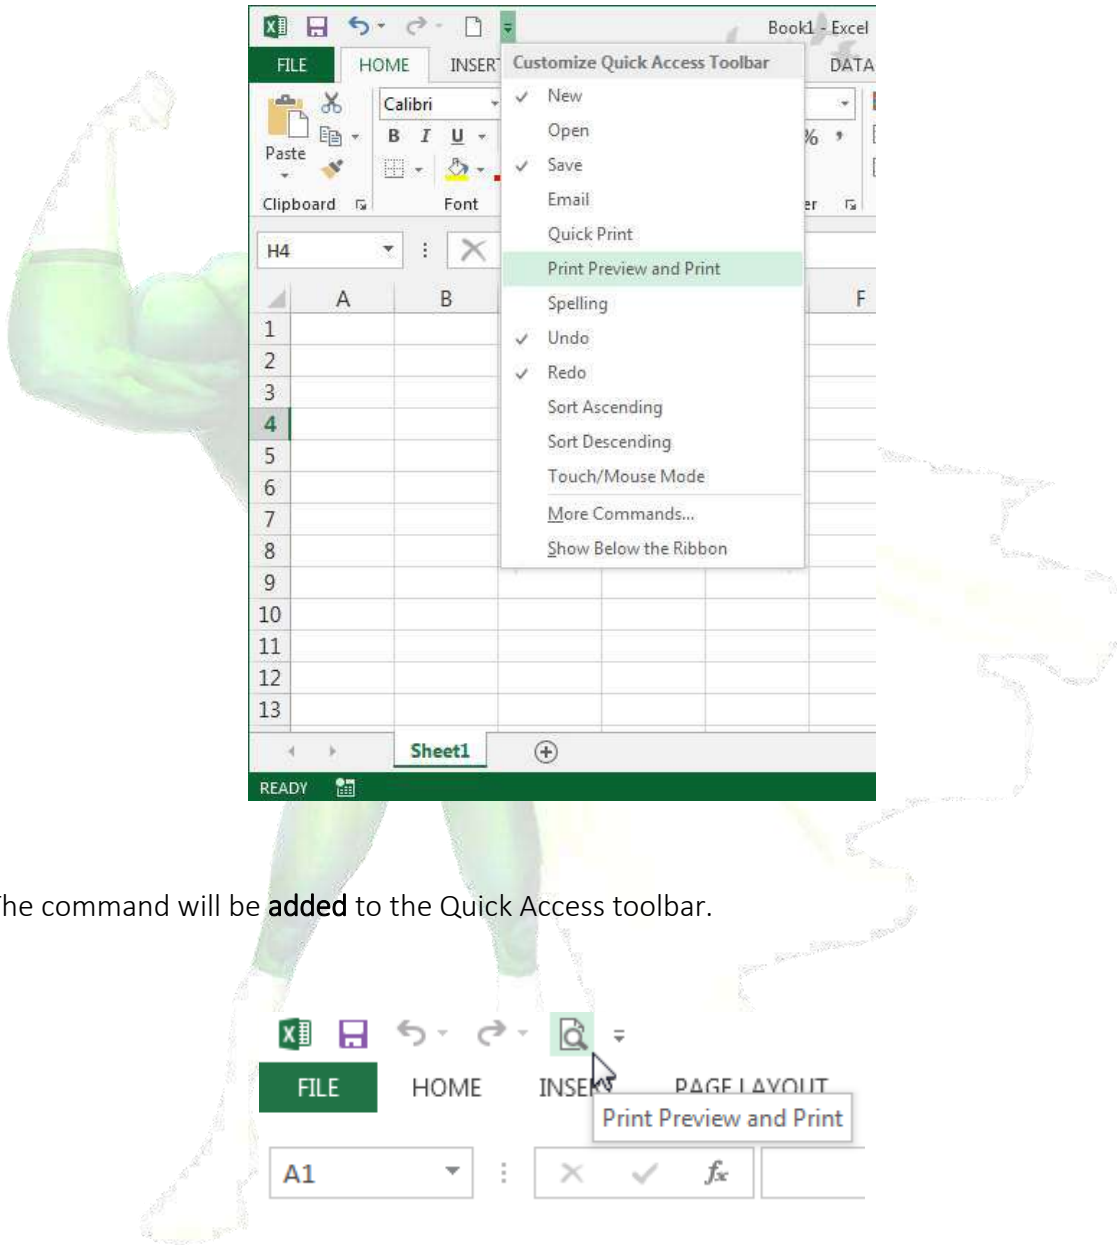 Book1 - Excel
FILE HOME INSER DATA
Customize Quick Access Toolbar
New
Open
Save
Email
Quick Print
Print Preview and Print
Spelling
Undo
Redo
Sort Ascending
Sort Descending
Touch/Mouse Mode
More Commands...
Show Below the Ribbon
Paste
Calibri
B I U
%
Clipboard Font er
H4
A B F
1
2
3
4
5
6
7
8
9
10
11
12
13
Sheet1
READY
he command will be added to the Quick Access toolbar.
FILE HOME INSERT PAGE LAYOUT
Print Preview and Print
A1 fx